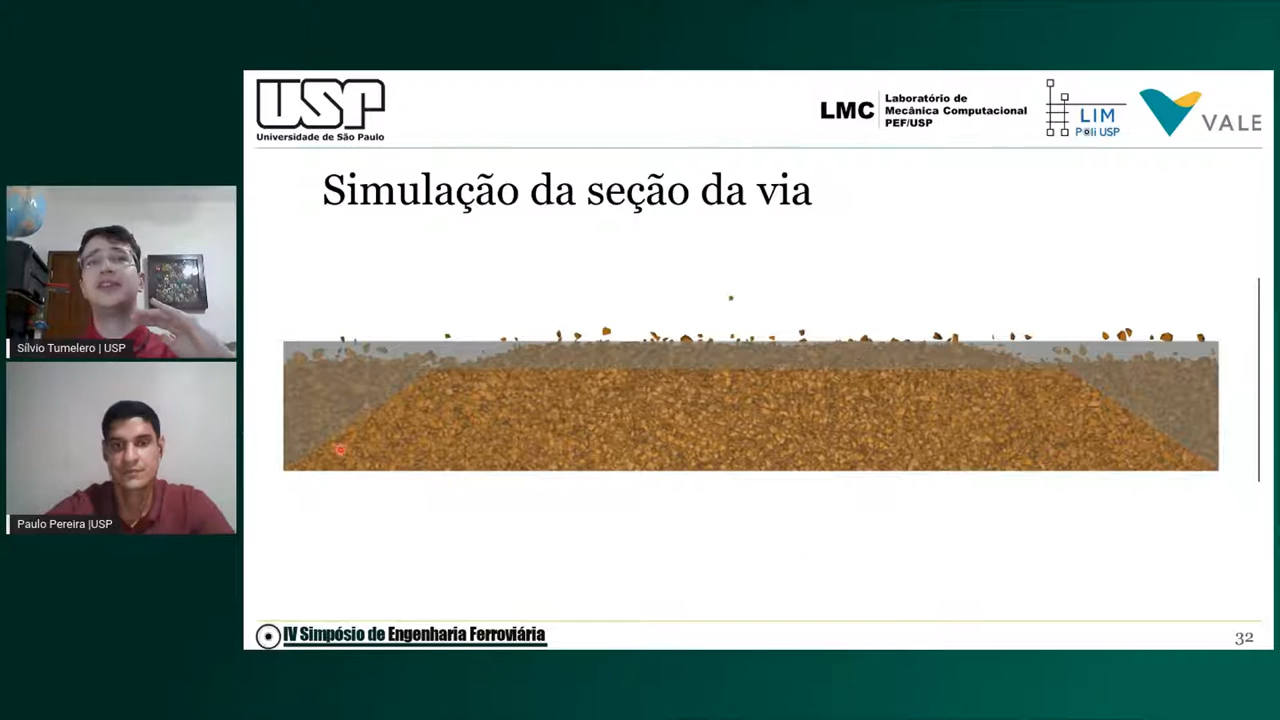 USP
Universidade de São Paulo
LMC
Laboratório de
Mecânica Computacional
PEF/USP
LIM
Poli USP
VALE
Simulação da seção da via
Sílvio Tumelero | USP
Paulo Pereira |USP
IV Simpósio de Engenharia Ferroviária
32